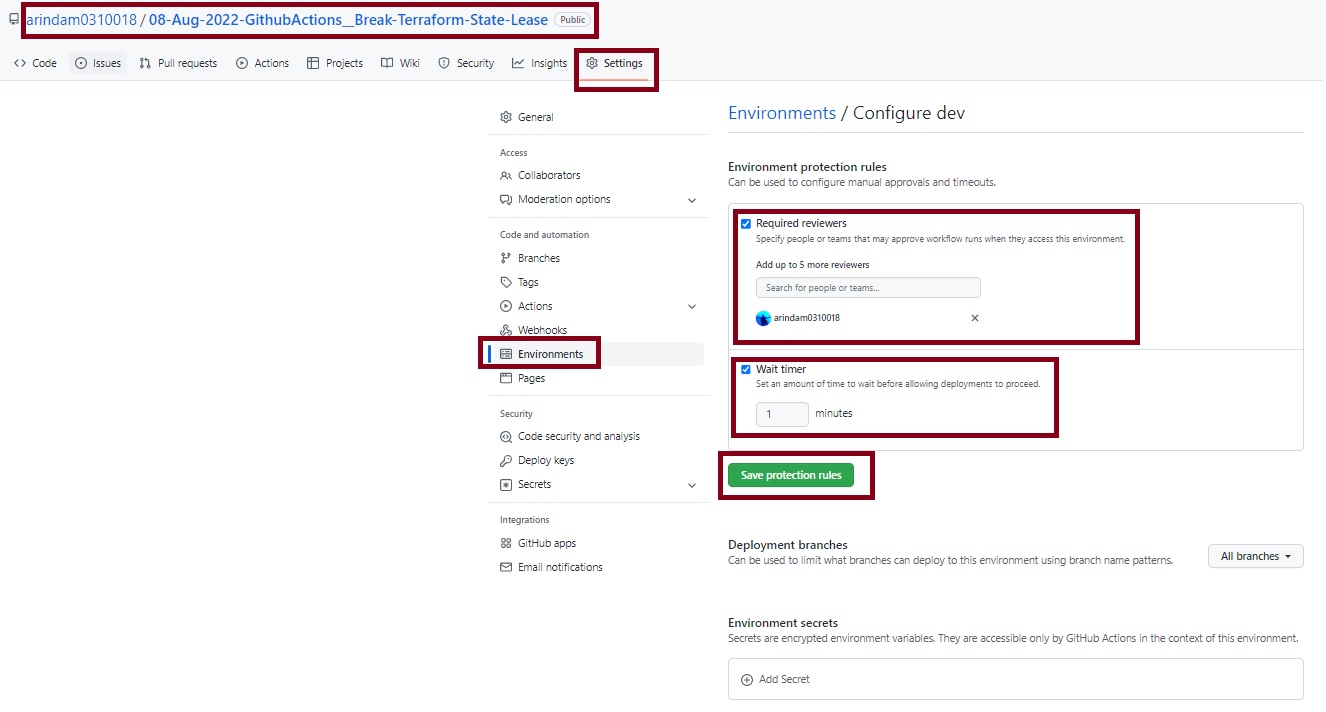 arindam0310018 / 08-Aug-2022-GithubActions__Break-Terraform-State-Lease Public
Code Issues Pull requests Actions Projects Wiki Security Insights Settings
General
Access
Collaborators
Moderation options
Code and automation
Branches
Tags
Actions
Webhooks
Environments
Pages
Security
Code security and analysis
Deploy keys
Secrets
Integrations
GitHub apps
Email notifications
Environments / Configure dev
Environment protection rules
Can be used to configure manual approvals and timeouts.
Required reviewers
Specify people or teams that may approve workflow runs when they access this environment.
Add up to 5 more reviewers
Search for people or teams...
arindam0310018
Wait timer
Set an amount of time to wait before allowing deployments to proceed.
1 minutes
Save protection rules
Deployment branches
Can be used to limit what branches can deploy to this environment using branch name patterns.
All branches
Environment secrets
Secrets are encrypted environment variables. They are accessible only by GitHub Actions in the context of this environment.
Add Secret